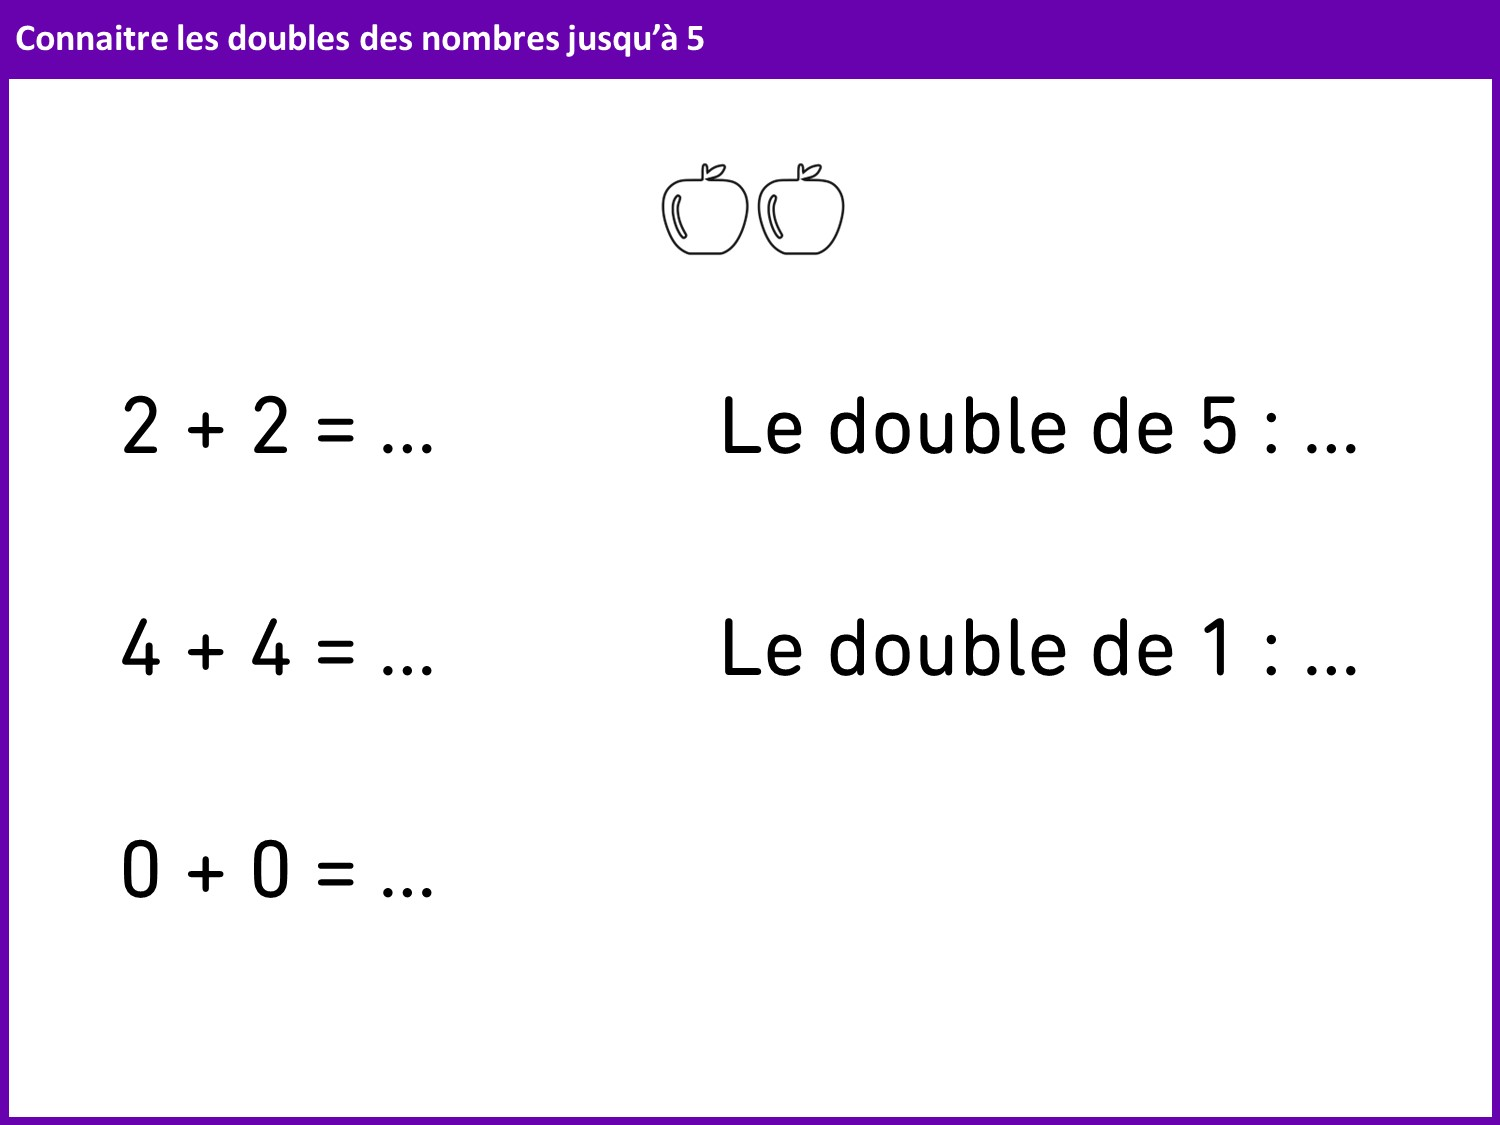 Connaitre les doubles des nombres jusqu’à 5
2 + 2 = ...
Le double de 5 : ...
4 + 4 = ...
Le double de 1 : ...
0 + 0 = ...